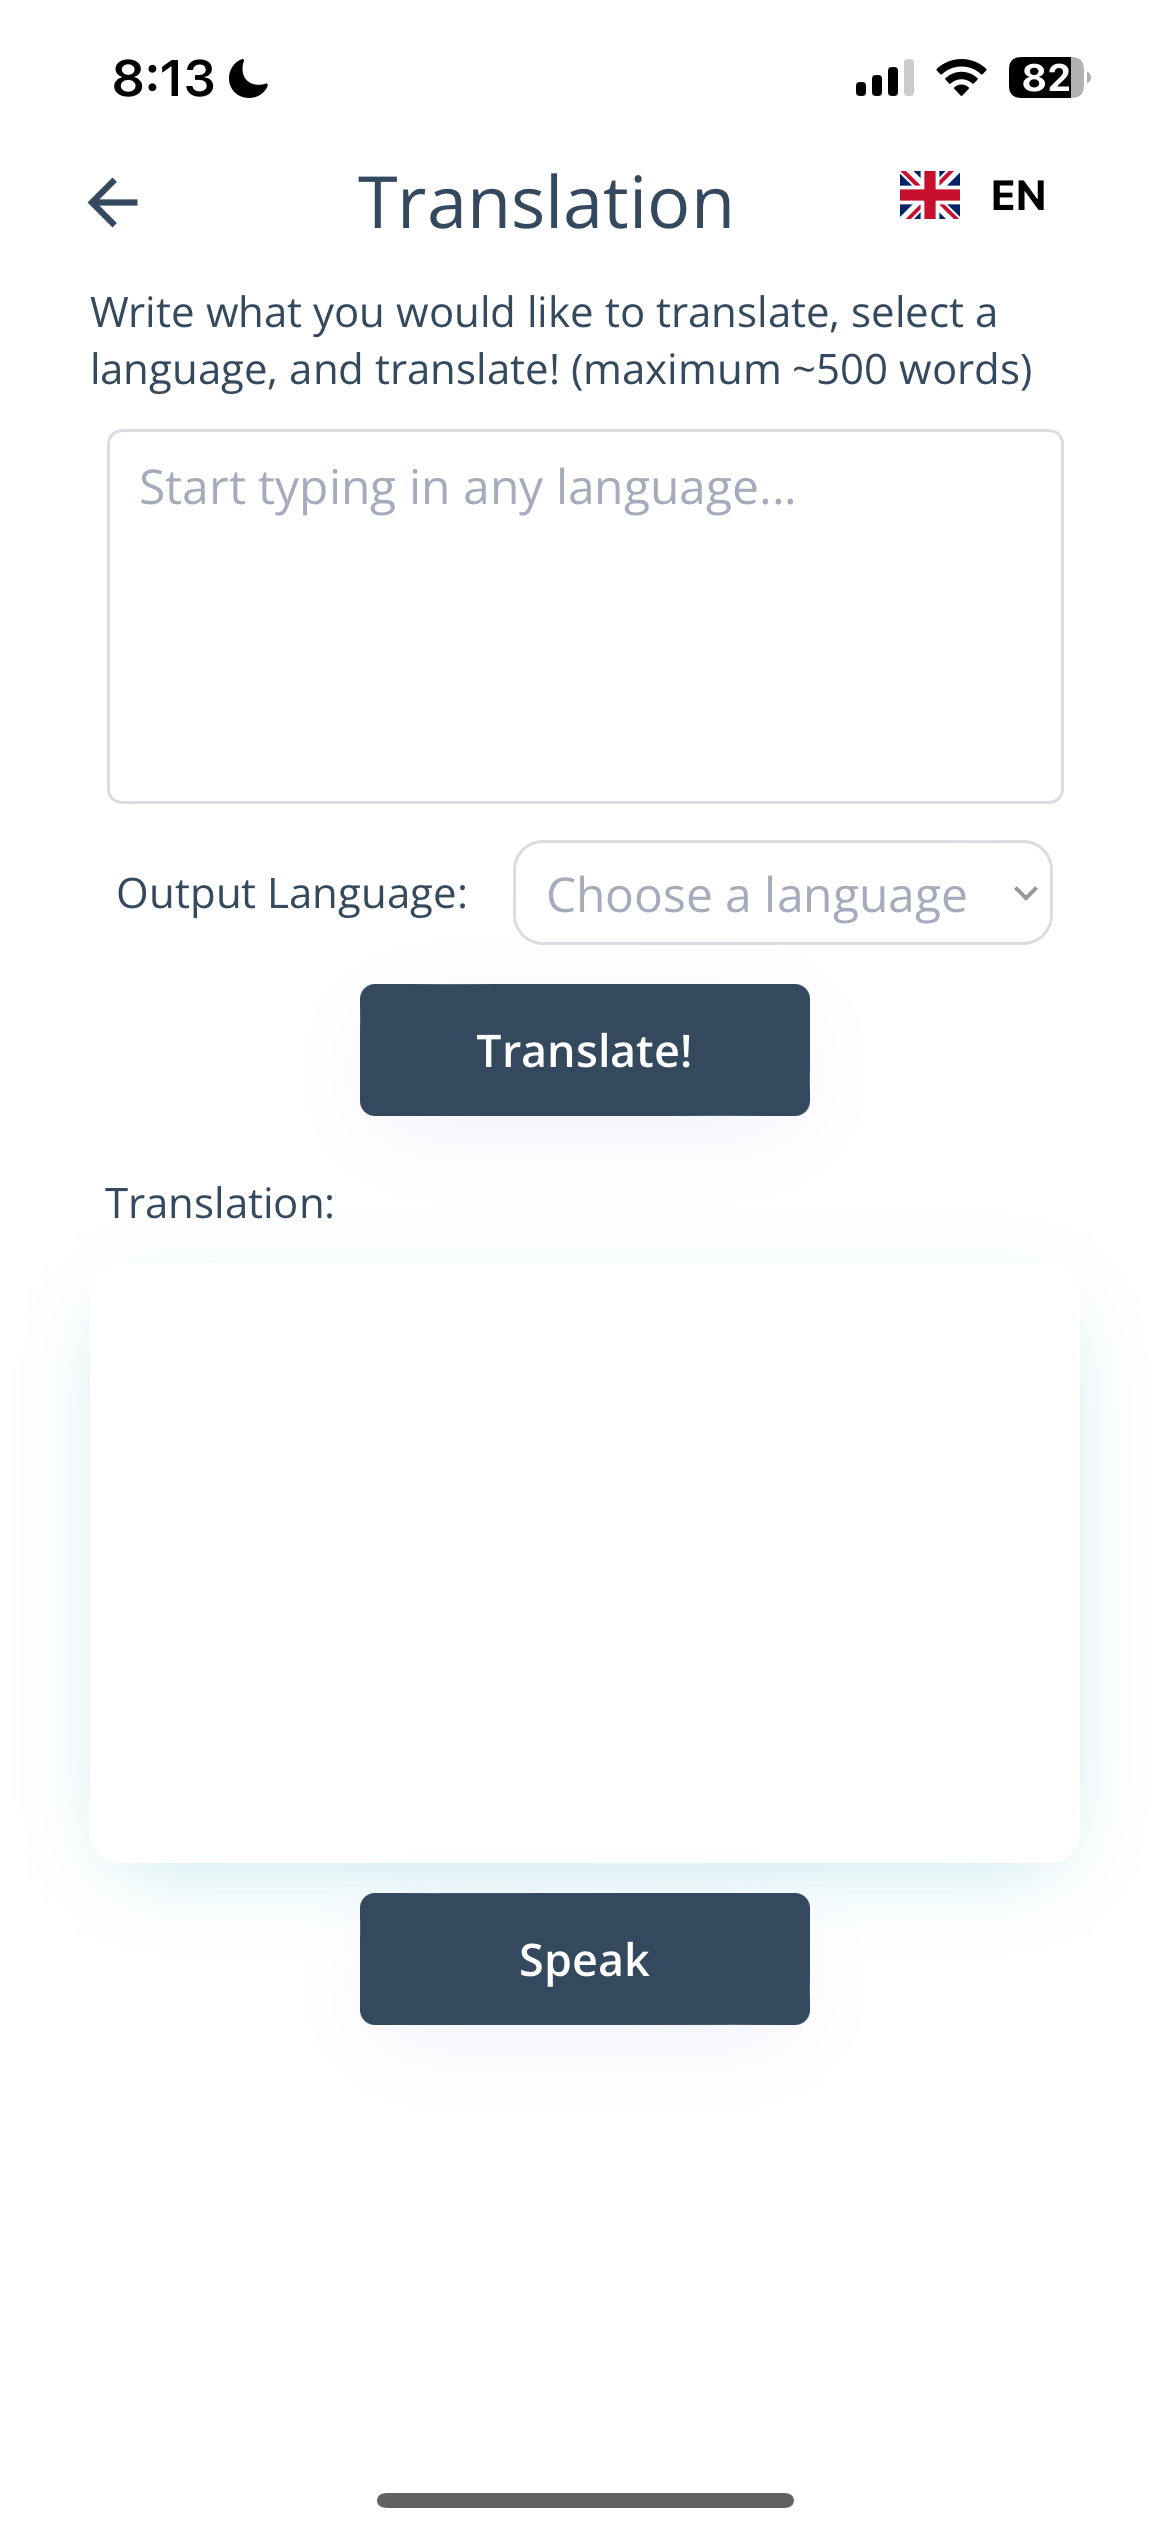 8:13
82
Translation
EN
Write what you would like to translate, select a
language, and translate! (maximum ~500 words)
Start typing in any language...
Output Language:
Choose a language
Translate!
Translation:
Speak